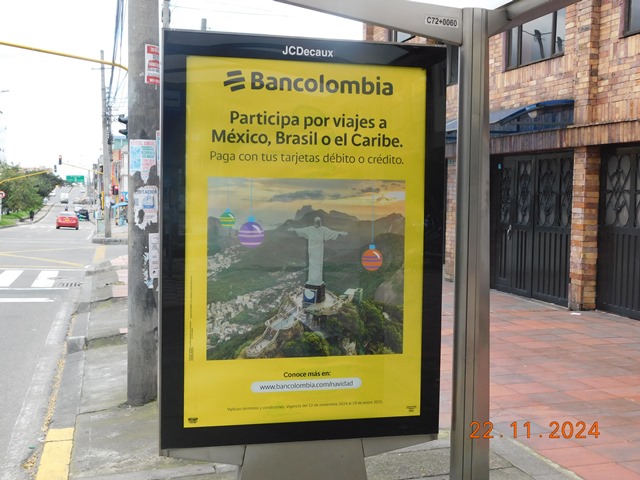 C72+0060
JCDecaux
Bancolombia
Participa por viajes a
México, Brasil o el Caribe.
Paga con tus tarjetas débito o crédito.
Conoce más en:
www.bancolombia.com/navidad
22.11.2024